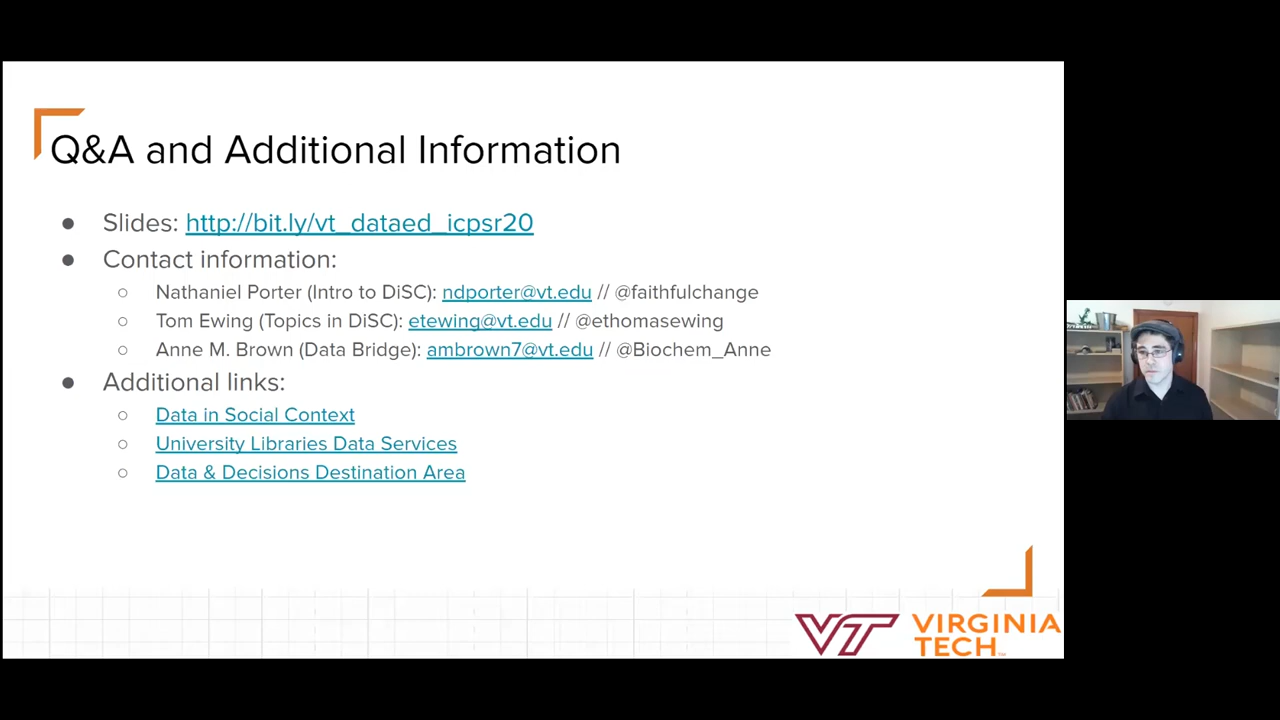 Q&A and Additional Information
● Slides: http://bit.ly/vt_dataed_icpsr20
● Contact information:
○ Nathaniel Porter (Intro to DiSC): ndporter@vt.edu // @faithfulchange
○ Tom Ewing (Topics in DiSC): etewing@vt.edu // @ethomasewing
○ Anne M. Brown (Data Bridge): ambrown7@vt.edu // @Biochem_Anne
● Additional links:
○ Data in Social Context
○ University Libraries Data Services
○ Data & Decisions Destination Area
VT VIRGINIA
TECH™